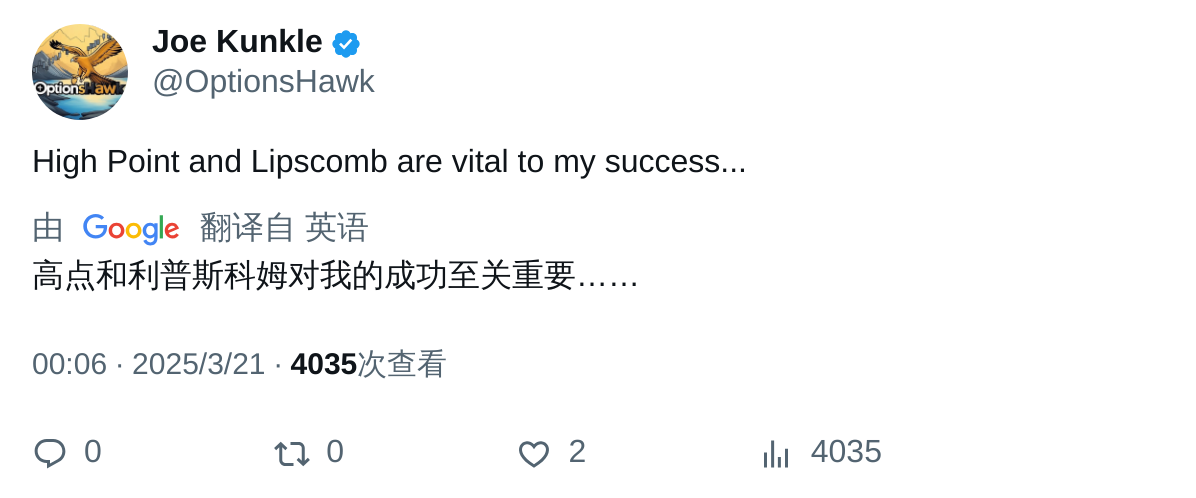 Joe Kunkle
@OptionsHawk
OptionsHawk
High Point and Lipscomb are vital to my success...
由 Google 翻译自 英语
高点和利普斯科姆对我的成功至关重要……
00:06 · 2025/3/21 · 4035次查看
0 0 2 4035